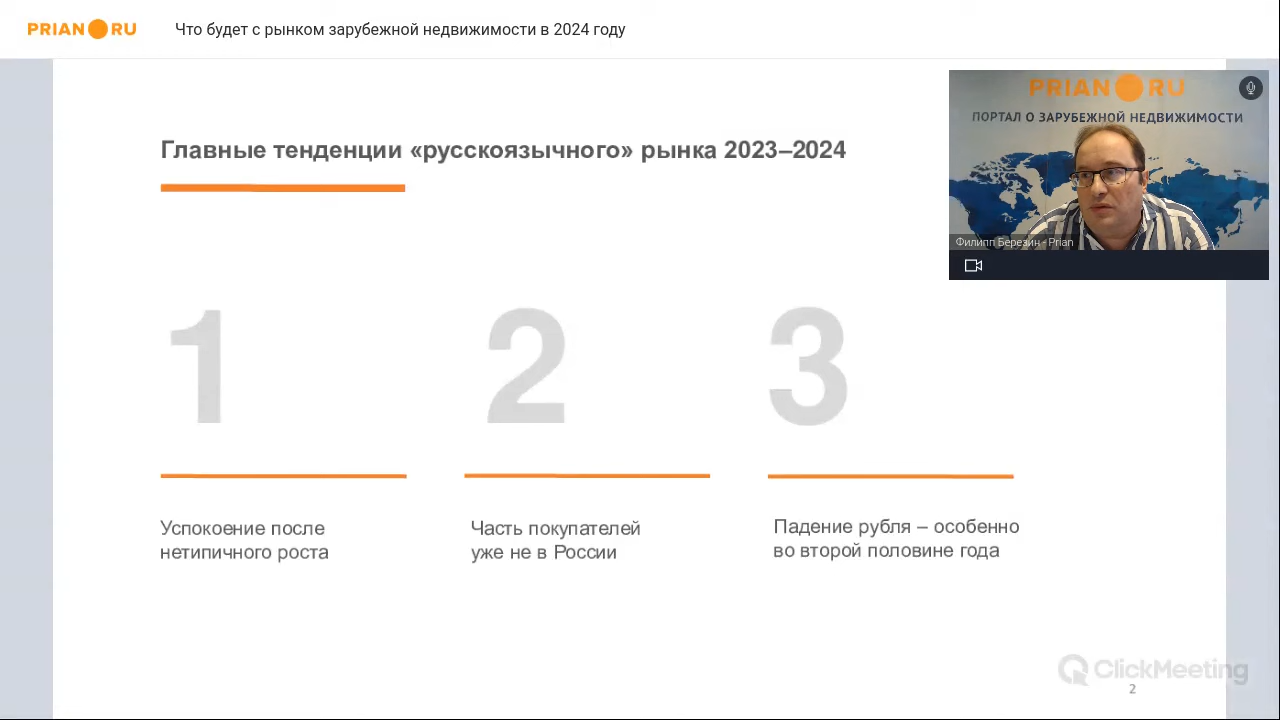 PRIAN RU
Что будет с рынком зарубежной недвижимости в 2024 году
PRIAN RU
ПОРТАЛ О ЗАРУБЕЖНОЙ НЕДВИЖИМОСТИ
Филипп Березин - Prian
Главные тенденции «русскоязычного» рынка 2023–2024
1
2
3
Успокоение после
нетипичного роста
Часть покупателей
уже не в России
Падение рубля – особенно
во второй половине года
ClickMeeting
2